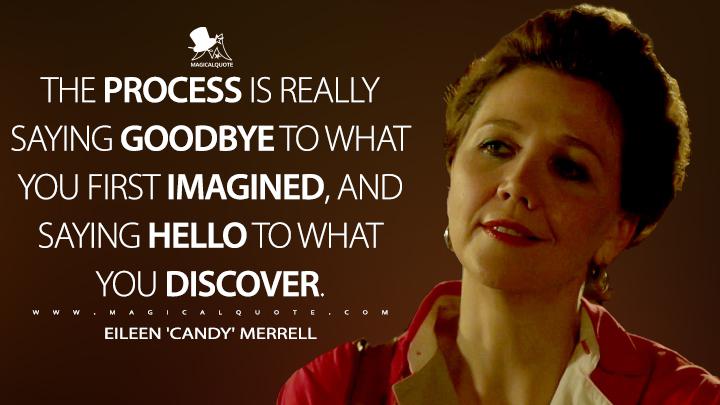 MAGICALQUOTE
THE PROCESS IS REALLY
SAYING GOODBYE TO WHAT
YOU FIRST IMAGINED, AND
SAYING HELLO TO WHAT
YOU DISCOVER.
WWW.MAGICALQUOTE.COM
EILEEN 'CANDY' MERRELL